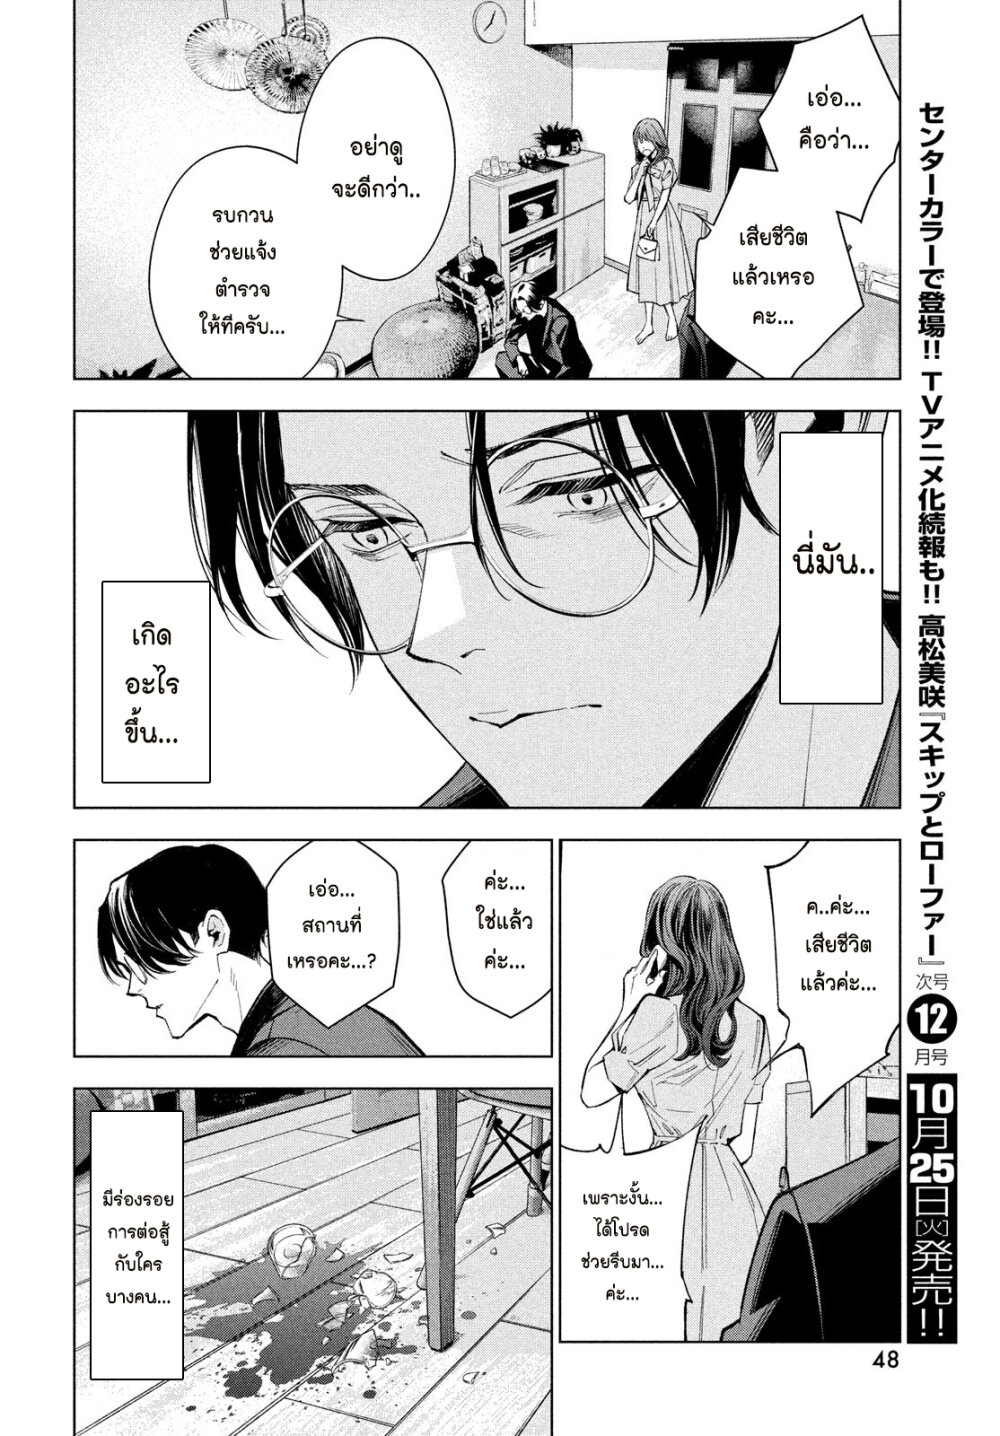 เอ่อ...
คือว่า...
เสียชีวิต
แล้วเหรอ
คะ...
อย่าดู
จะดีกว่า..
รบกวน
ช่วยแจ้ง
ตำรวจ
ให้ทีครับ...
นี่มัน..
เกิด
อะไร
ขึ้น...
ค..ค่ะ...
เสียชีวิต
แล้วค่ะ...
เพราะงั้น...
ได้โปรด
ช่วยรีบมา...
ค่ะ...
ค่ะ...
ใช่แล้ว
ค่ะ...
เอ่อ...
สถานที่
เหรอคะ...?
มีร่องรอย
การต่อสู้
กับใคร
บางคน...
センターカラーで登場!! TVアニメ化続報も!! 高松美咲『スキップとローファー』次号12月号10月25日[火]発売!!
48